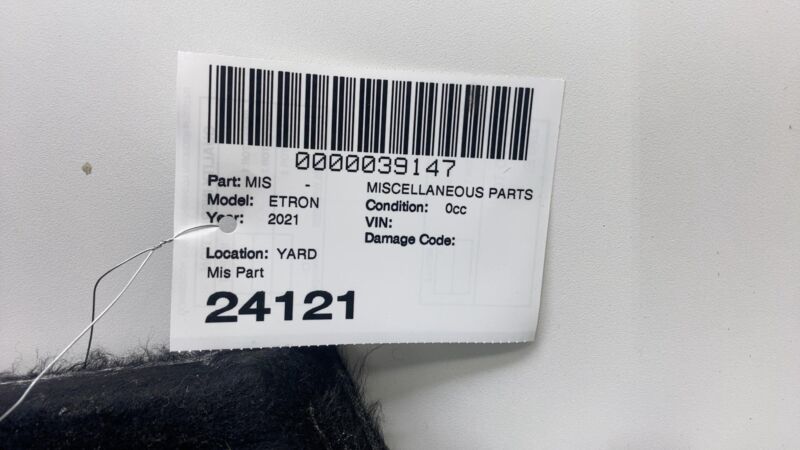 0000039147
Part: MIS - MISCELLANEOUS PARTS
Model: ETRON Condition: 0cc
Year: 2021 VIN:
Damage Code:
Location: YARD
Mis Part
24121